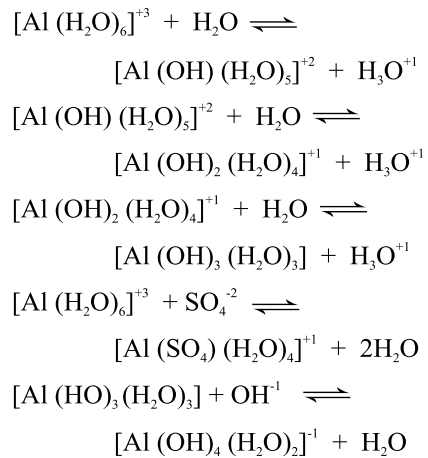 [Al (H₂O)₆]⁺³ + H₂O ⇌
[Al (OH) (H₂O)₅]⁺² + H₃O⁺¹
[Al (OH) (H₂O)₅]⁺² + H₂O ⇌
[Al (OH)₂ (H₂O)₄]⁺¹ + H₃O⁺¹
[Al (OH)₂ (H₂O)₄]⁺¹ + H₂O ⇌
[Al (OH)₃ (H₂O)₃] + H₃O⁺¹
[Al (H₂O)₆]⁺³ + SO₄⁻² ⇌
[Al (SO₄) (H₂O)₄]⁺¹ + 2H₂O
[Al (HO)₃ (H₂O)₃] + OH⁻¹ ⇌
[Al (OH)₄ (H₂O)₂]⁻¹ + H₂O